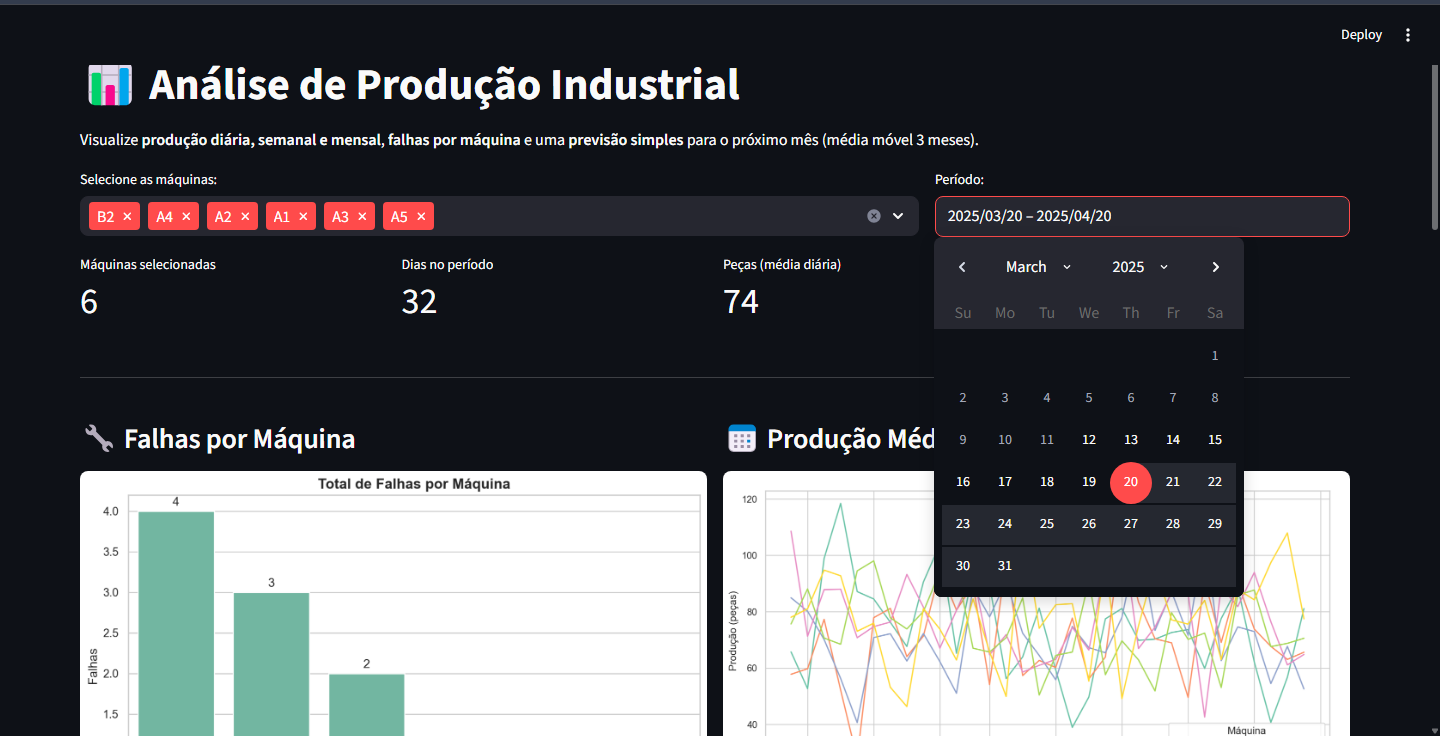 Deploy
Análise de Produção Industrial
Visualize produção diária, semanal e mensal, falhas por máquina e uma previsão simples para o próximo mês (média móvel 3 meses).
Selecione as máquinas:
B2 × A4 × A2 × A1 × A3 × A5 ×
Período:
2025/03/20 – 2025/04/20
Máquinas selecionadas
6
Dias no período
32
Peças (média diária)
74
March 2025
Su Mo Tu We Th Fr Sa
1
2 3 4 5 6 7 8
9 10 11 12 13 14 15
16 17 18 19 20 21 22
23 24 25 26 27 28 29
30 31
Falhas por Máquina
Total de Falhas por Máquina
4
4.0
3.5
3
3.0
2.5
2
2.0
1.5
Falhas
Produção Méd
120
100
80
60
40
Produção (peças)
Máquina